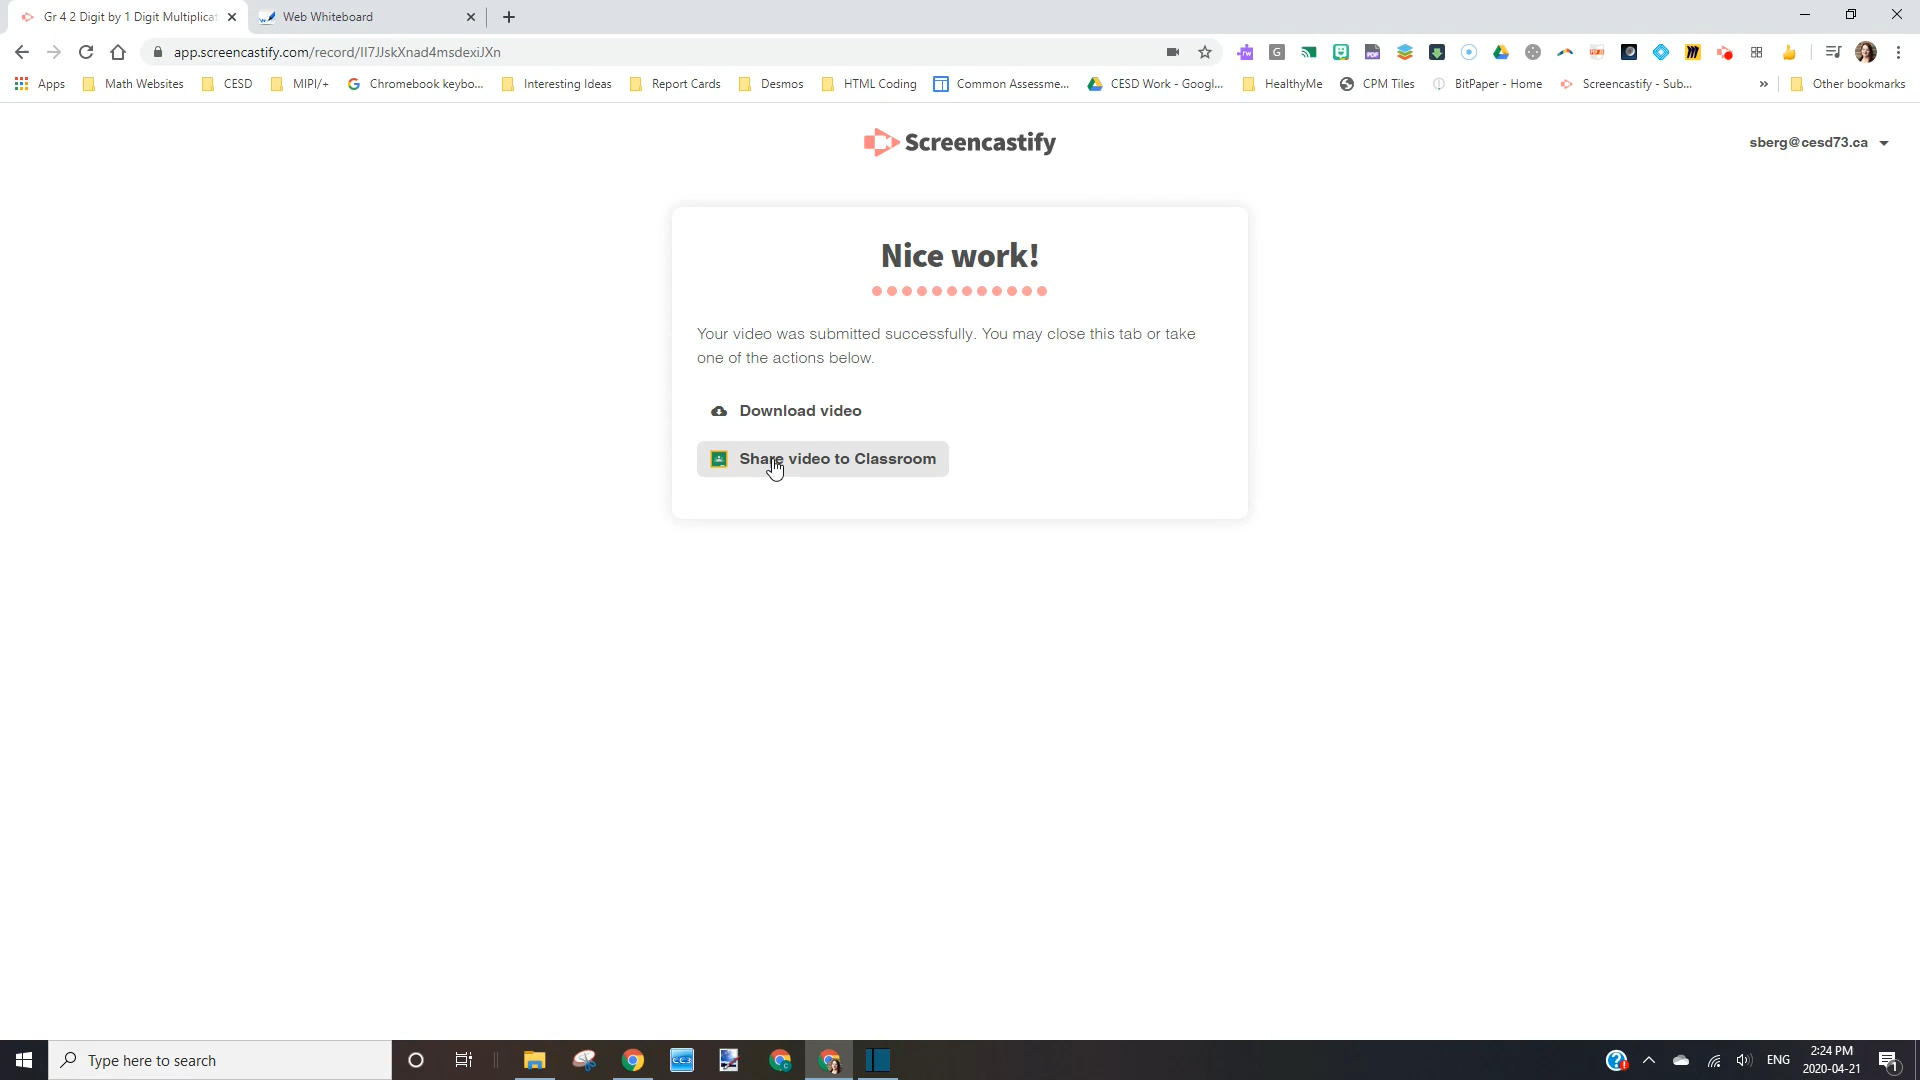 Gr 4 2 Digit by 1 Digit Multiplicat
Web Whiteboard
app.screencastify.com/record/II7JJskXnad4msdexiJXn
Apps
Math Websites
CESD
MIPI/+
Chromebook keybo...
Interesting Ideas
Report Cards
Desmos
HTML Coding
Common Assessme...
CESD Work - Googl...
HealthyMe
CPM Tiles
BitPaper - Home
Screencastify - Sub...
Other bookmarks
Screencastify
sberg@cesd73.ca
Nice work!
Your video was submitted successfully. You may close this tab or take
one of the actions below.
Download video
Share video to Classroom
Type here to search
ENG
2:24 PM
2020-04-21